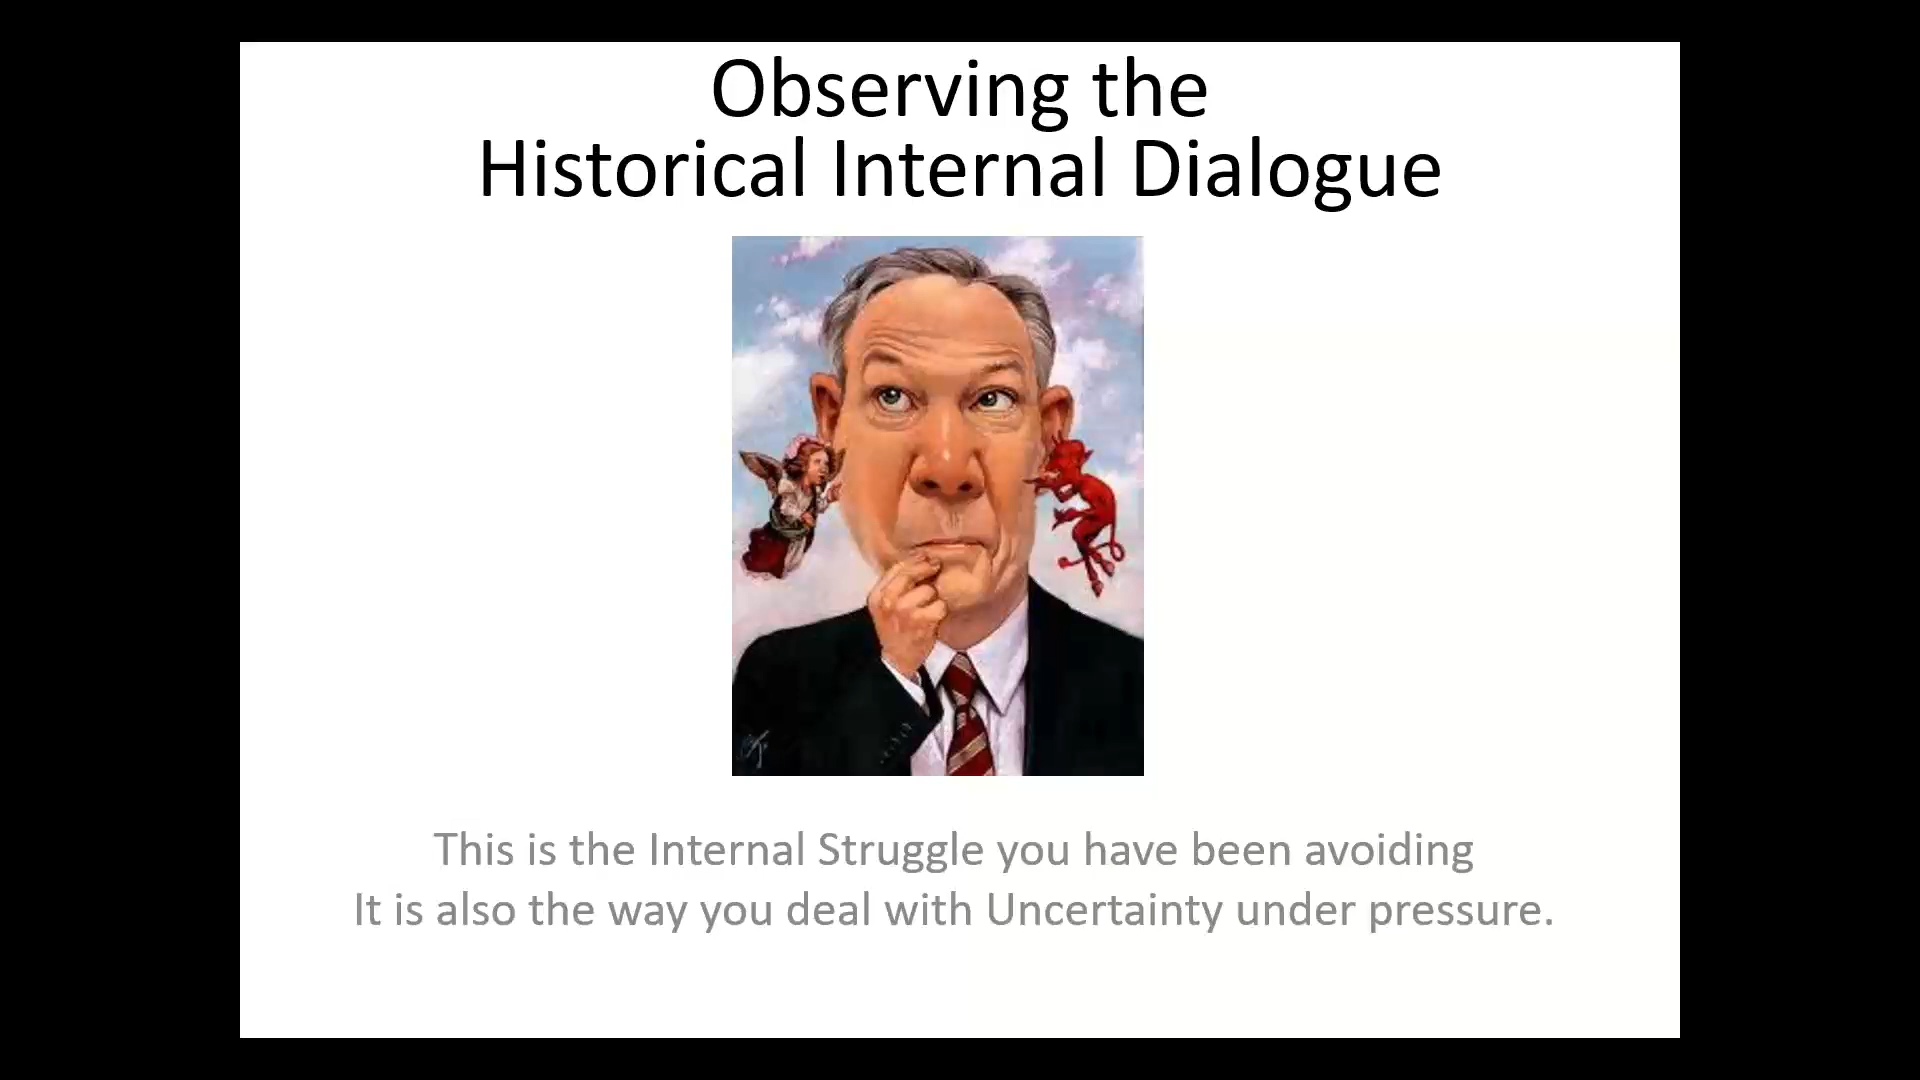 Observing the
Historical Internal Dialogue
This is the Internal Struggle you have been avoiding
It is also the way you deal with Uncertainty under pressure.